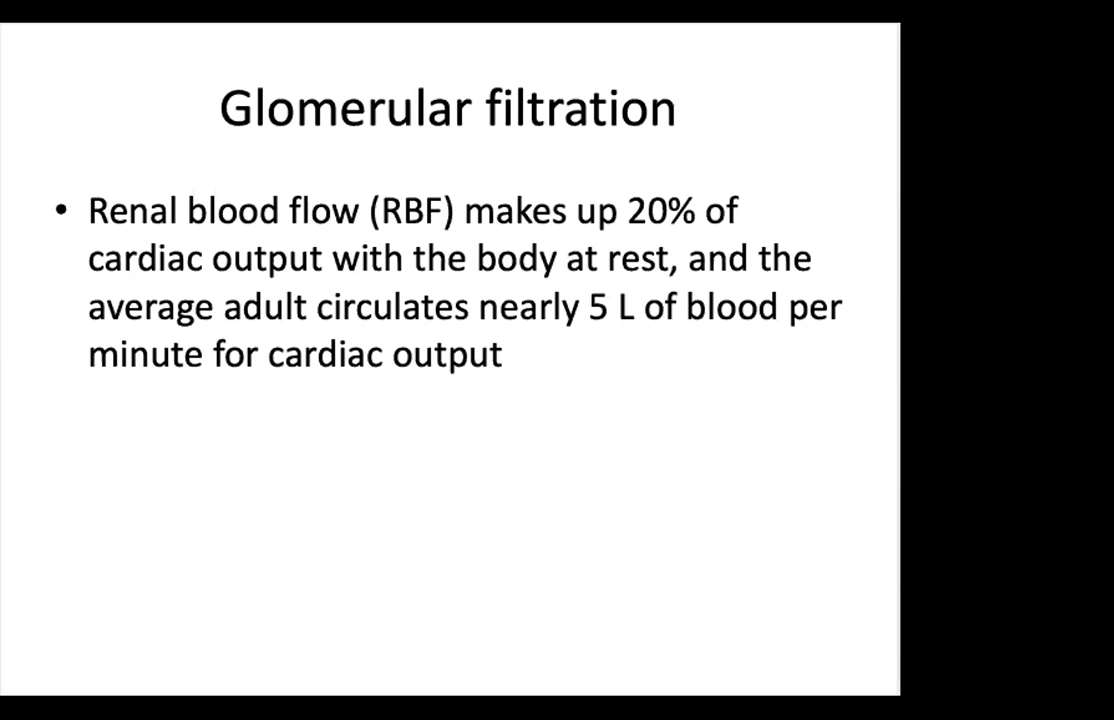 Glomerular filtration
• Renal blood flow (RBF) makes up 20% of
cardiac output with the body at rest, and the
average adult circulates nearly 5 L of blood per
minute for cardiac output